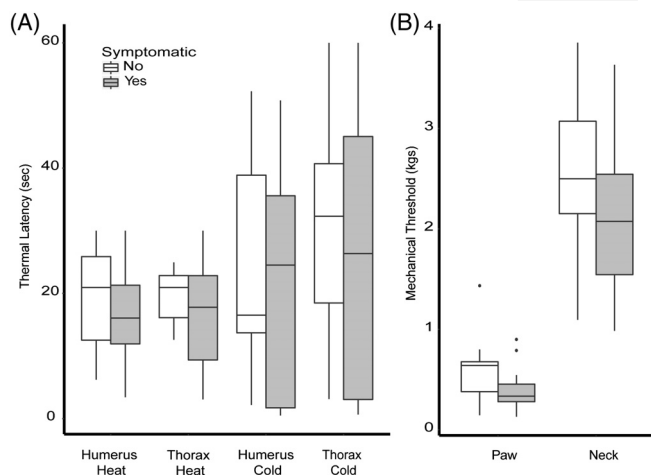 (A)
Thermal Latency (sec)
60
40
20
0
Symptomatic
No
Yes
Humerus
Heat
Thorax
Heat
Humerus
Cold
Thorax
Cold
(B)
Mechanical Threshold (kgs)
4
3
2
1
0
Paw
Neck